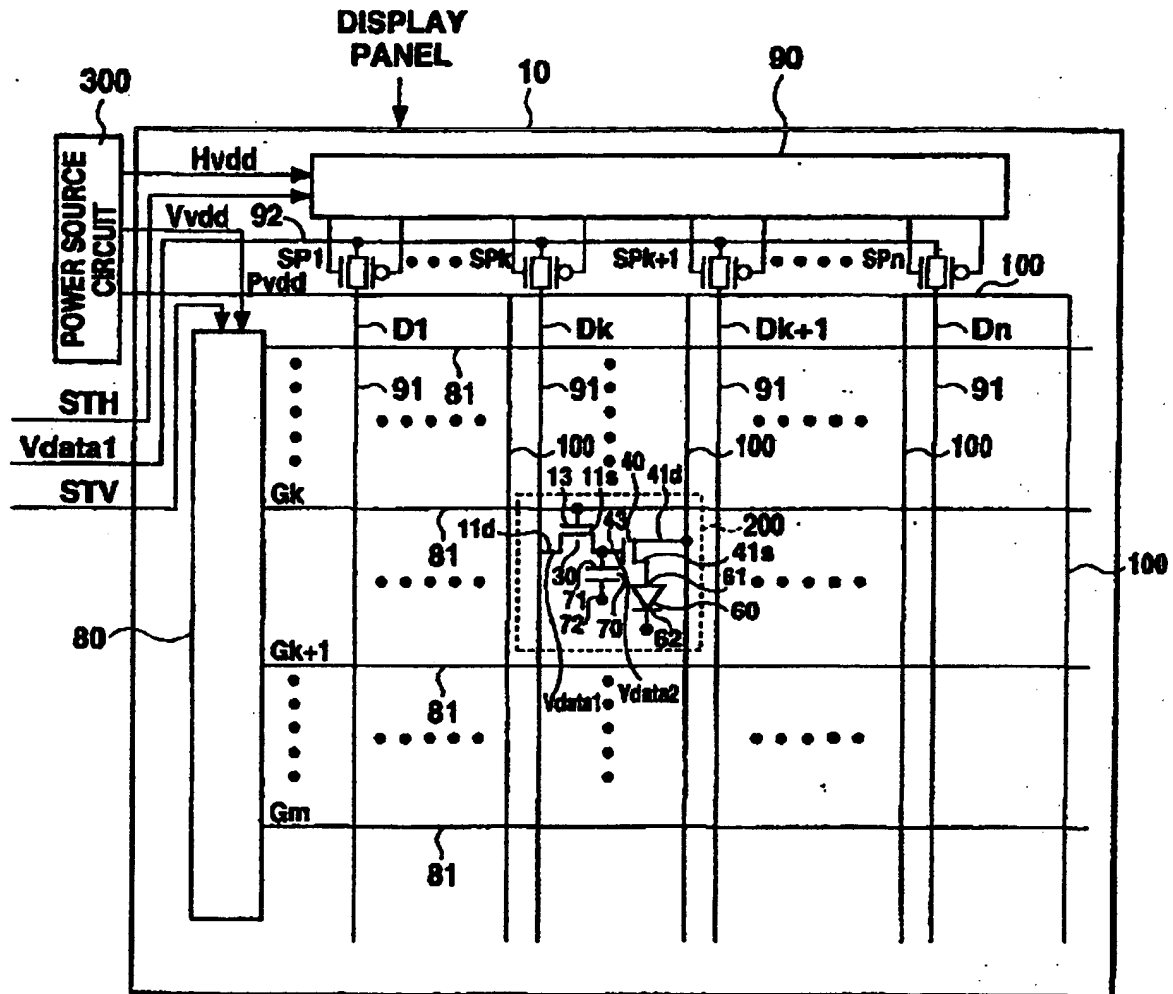 DISPLAY
PANEL
300
10
90
POWER SOURCE
CIRCUIT
Hvdd
Vvdd
92
SP1
SPk
SPk+1
SPn
Pvdd
100
D1
Dk
Dk+1
Dn
STH
Vdata1
STV
91
81
91
91
91
100
100
100
Gk
13
11s
40
41d
11d
81
43
200
30
41s
61
100
71
60
72
70
62
80
Gk+1
81
Vdata1
Vdata2
Gm
81